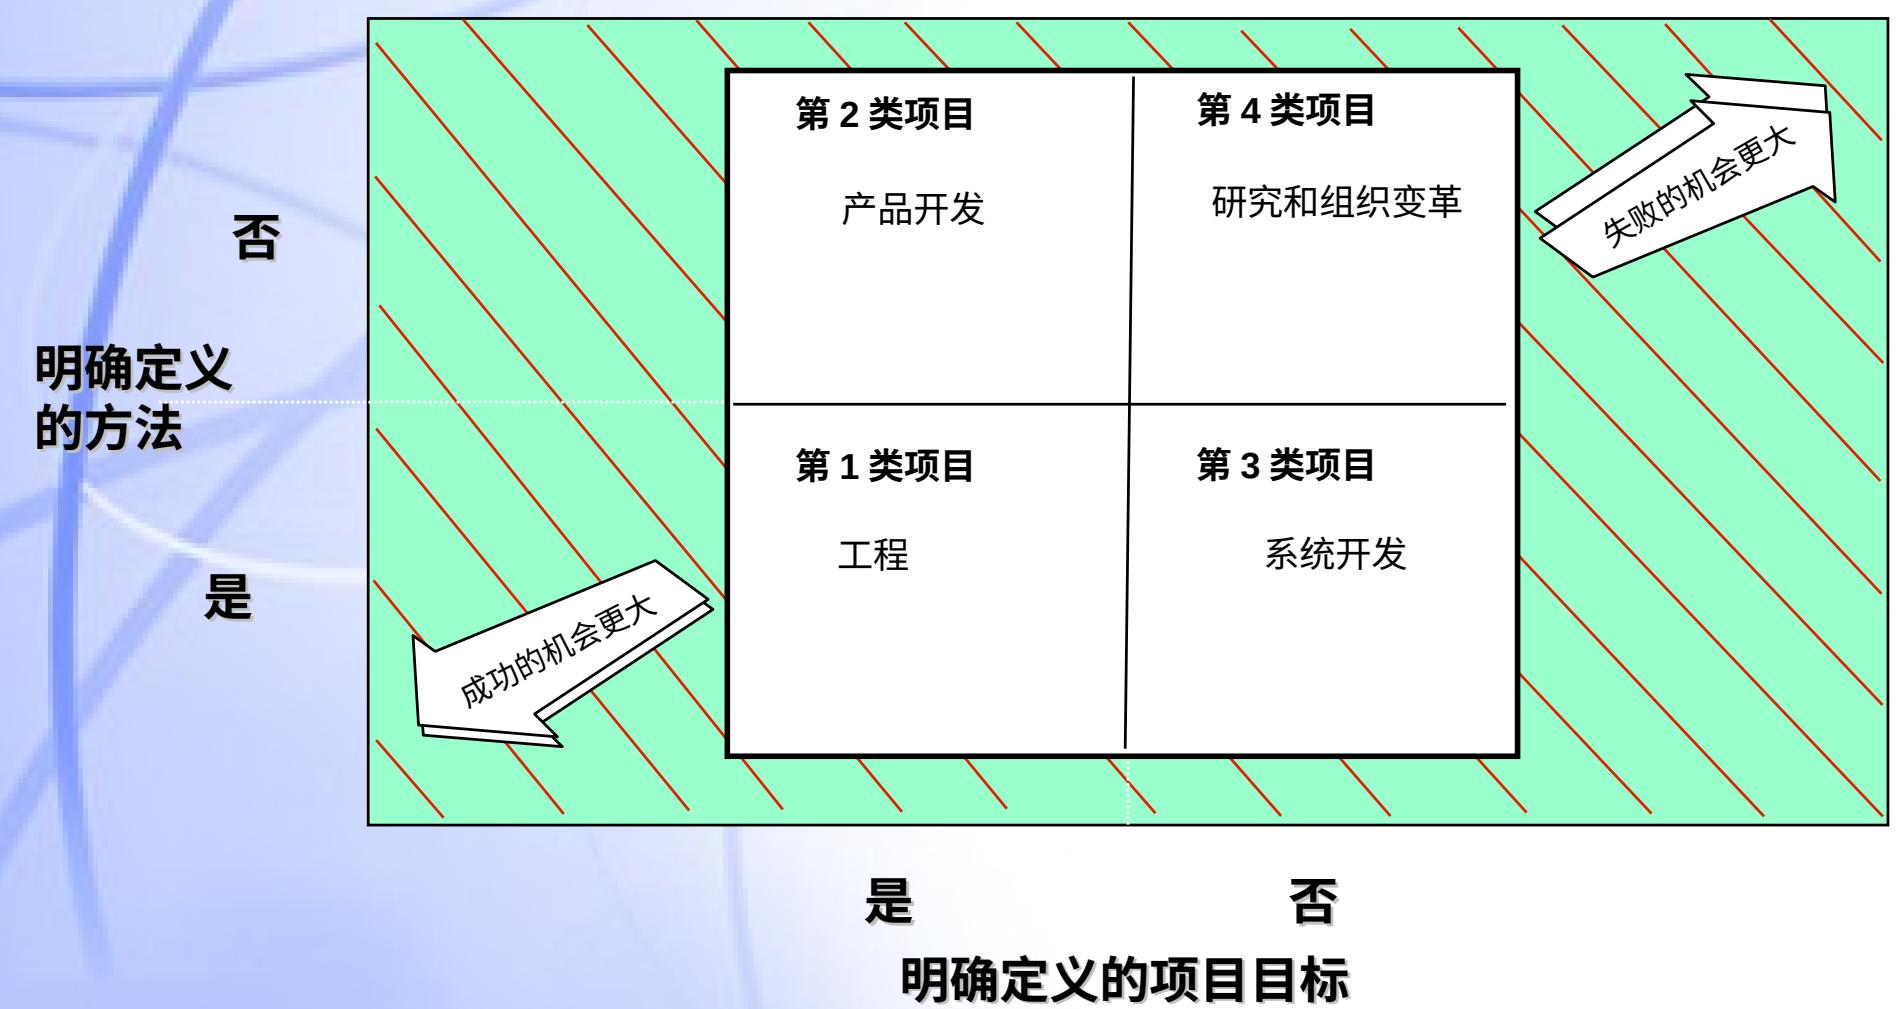 第 2 类项目
第 4 类项目
产品开发
研究和组织变革
失败的机会更大
否
明确定义
的方法
第 1 类项目
第 3 类项目
工程
系统开发
是
成功的机会更大
是
否
明确定义的项目目标